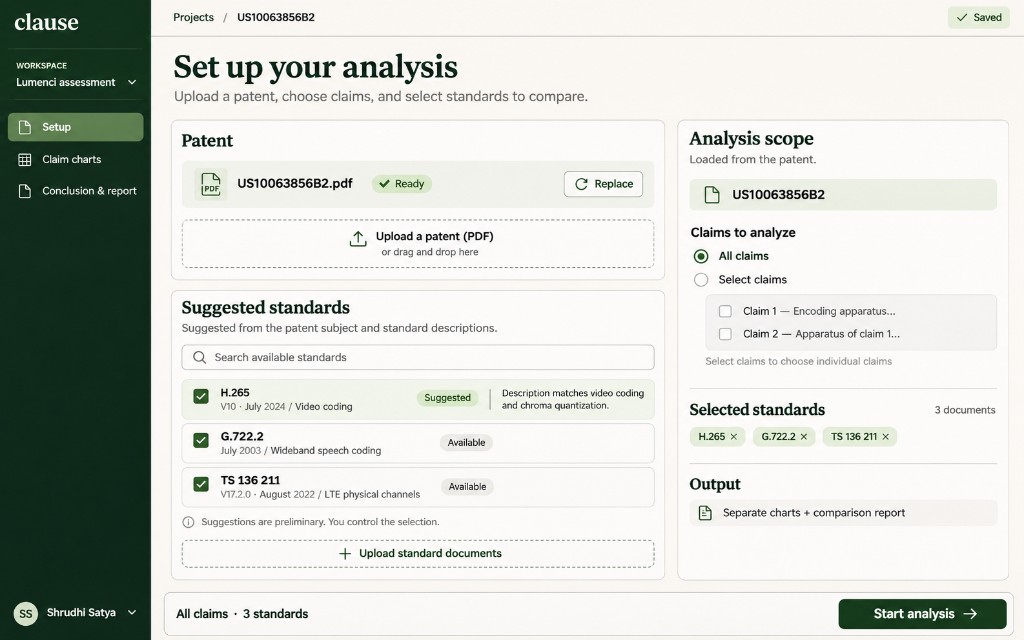 clause
WORKSPACE
Lumenci assessment
Setup
Claim charts
Conclusion & report
SS
Shrudhi Satya
Projects / US10063856B2
Saved
Set up your analysis
Upload a patent, choose claims, and select standards to compare.
Patent
PDF
US10063856B2.pdf
Ready
Replace
Upload a patent (PDF)
or drag and drop here
Suggested standards
Suggested from the patent subject and standard descriptions.
Search available standards
H.265
V10 · July 2024 / Video coding
Suggested
Description matches video coding
and chroma quantization.
G.722.2
July 2003 / Wideband speech coding
Available
TS 136 211
V17.2.0 · August 2022 / LTE physical channels
Available
Suggestions are preliminary. You control the selection.
Upload standard documents
Analysis scope
Loaded from the patent.
US10063856B2
Claims to analyze
All claims
Select claims
Claim 1 — Encoding apparatus...
Claim 2 — Apparatus of claim 1...
Select claims to choose individual claims
Selected standards
3 documents
H.265 ×
G.722.2 ×
TS 136 211 ×
Output
Separate charts + comparison report
All claims · 3 standards
Start analysis →